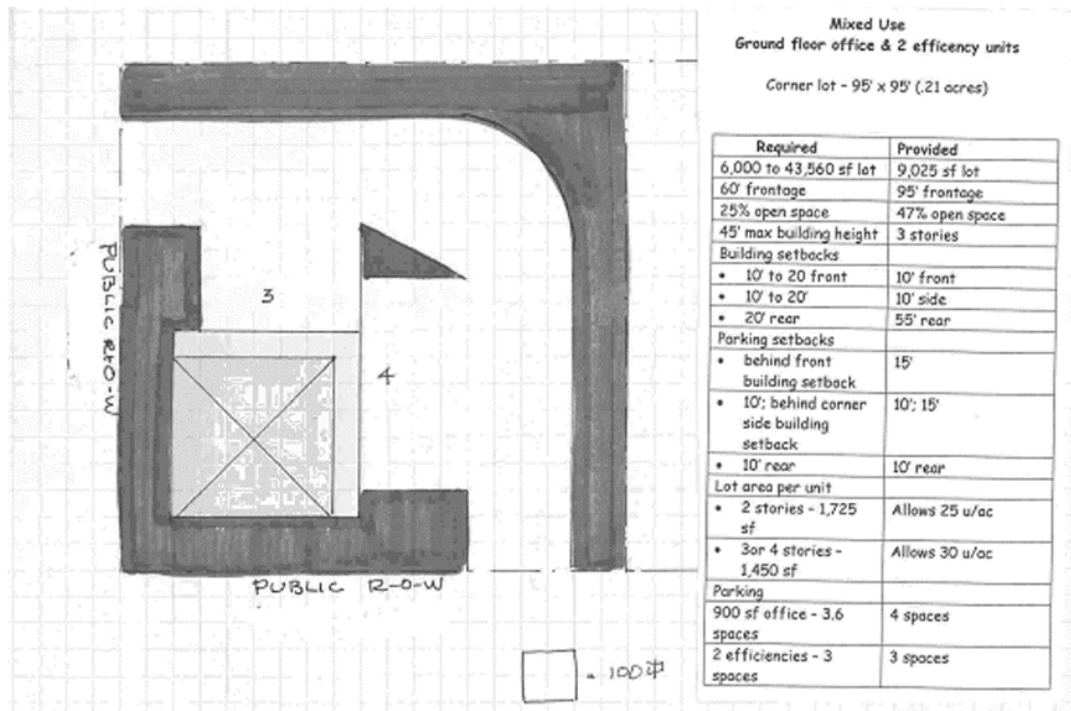 Mixed Use
Ground floor office & 2 efficency units
Corner lot - 95' x 95' (.21 acres)
PUBLIC R-O-W
3
4
PUBLIC R-O-W
= 100
Required Provided
6,000 to 43,560 sf lot 9,025 sf lot
60' frontage 95' frontage
25% open space 47% open space
45' max building height 3 stories
Building setbacks
• 10' to 20 front 10' front
• 10' to 20' 10' side
• 20' rear 55' rear
Parking setbacks
• behind front 15'
building setback
• 10'; behind corner 10'; 15'
side building
setback
• 10' rear 10' rear
Lot area per unit
• 2 stories - 1,725 Allows 25 u/ac
sf
• 3or 4 stories - Allows 30 u/ac
1,450 sf
Parking
900 sf office - 3.6 4 spaces
spaces
2 efficiencies - 3 3 spaces
spaces